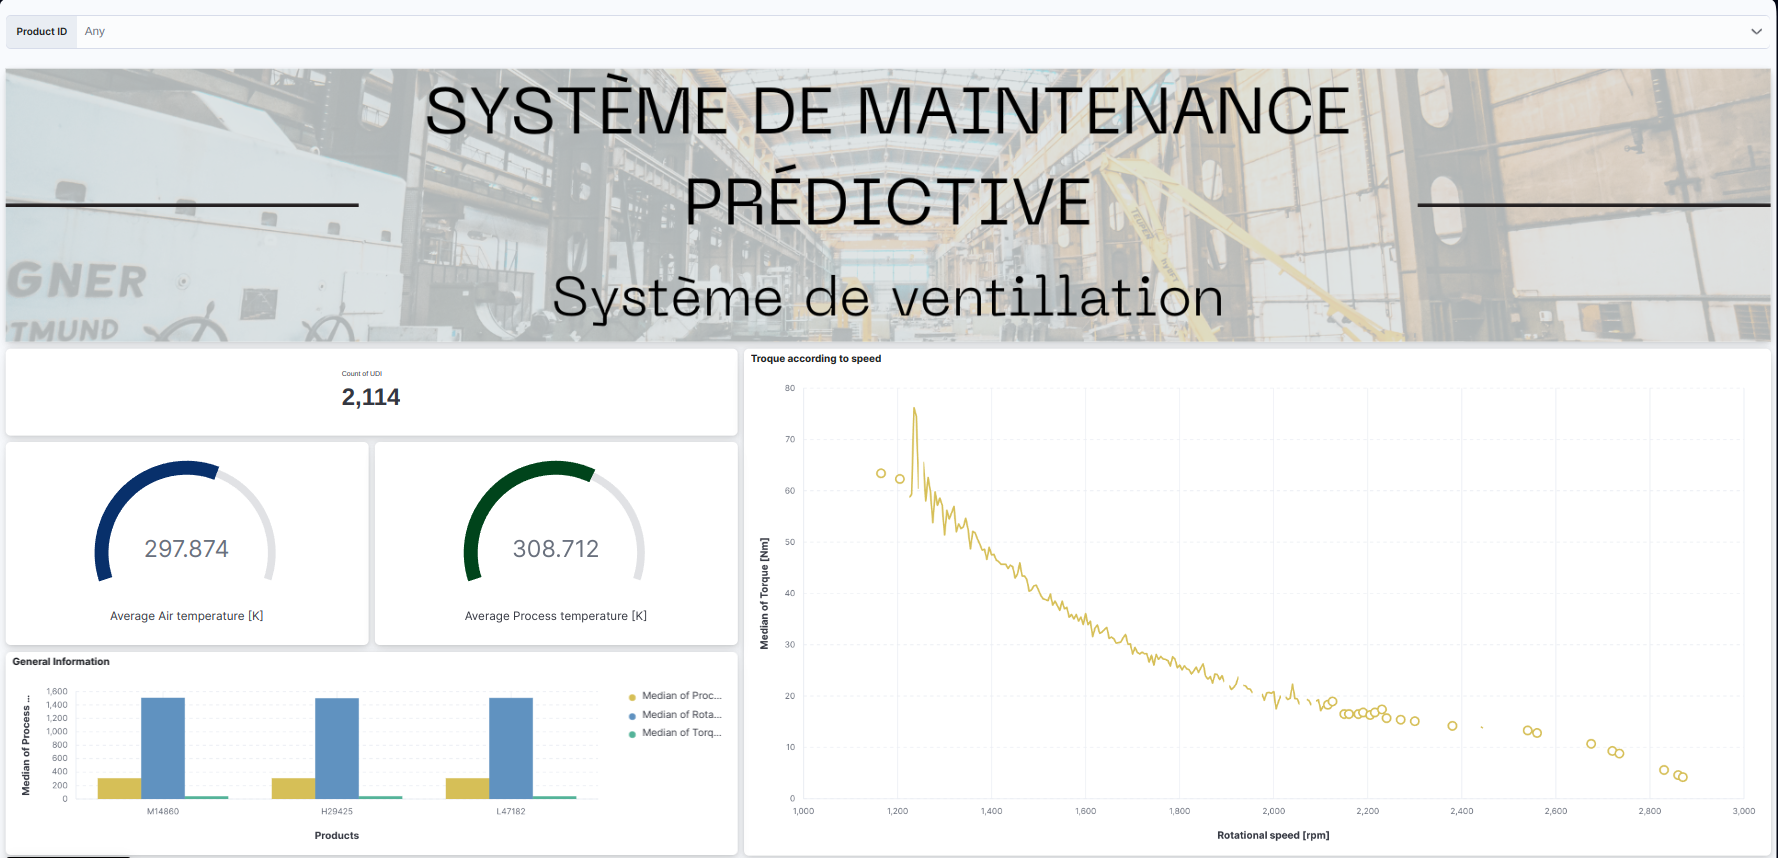 Product ID Any
SYSTÈME DE MAINTENANCE
PRÉDICTIVE
Système de ventillation
GNER
TMUND
Count of UDI
2,114
297.874
Average Air temperature [K]
308.712
Average Process temperature [K]
General Information
Median of Process ...
1,600
1,400
1,200
1,000
800
600
400
200
0
M14860 H29425 L47182
Products
Median of Proc...
Median of Rota...
Median of Torq...
Troque according to speed
Median of Torque [Nm]
80
70
60
50
40
30
20
10
0
1,000 1,200 1,400 1,600 1,800 2,000 2,200 2,400 2,600 2,800 3,000
Rotational speed [rpm]